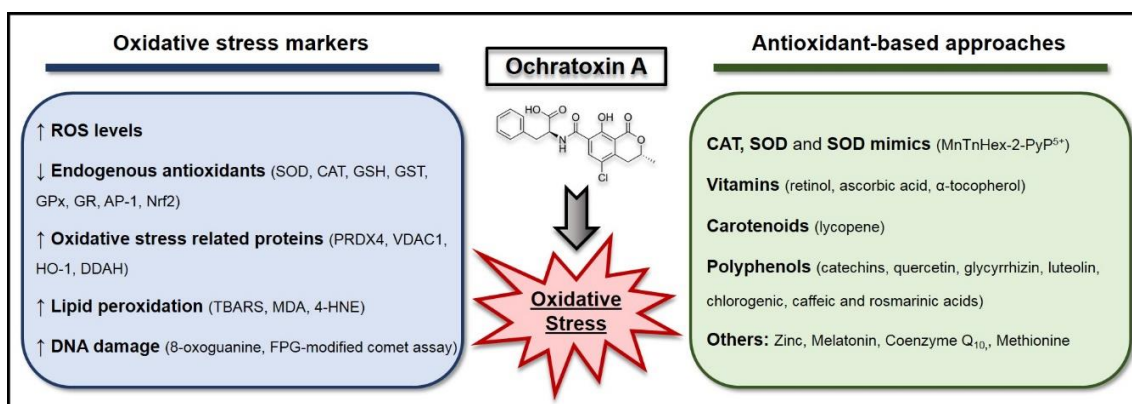 Oxidative stress markers
↑ ROS levels
↓ Endogenous antioxidants (SOD, CAT, GSH, GST,
GPx, GR, AP-1, Nrf2)
↑ Oxidative stress related proteins (PRDX4, VDAC1,
HO-1, DDAH)
↑ Lipid peroxidation (TBARS, MDA, 4-HNE)
↑ DNA damage (8-oxoguanine, FPG-modified comet assay)
Ochratoxin A
HO
O
O
OH
O
N
H
O
Cl
Oxidative
Stress
Antioxidant-based approaches
CAT, SOD and SOD mimics (MnTnHex-2-PyP⁵⁺)
Vitamins (retinol, ascorbic acid, α-tocopherol)
Carotenoids (lycopene)
Polyphenols (catechins, quercetin, glycyrrhizin, luteolin,
chlorogenic, caffeic and rosmarinic acids)
Others: Zinc, Melatonin, Coenzyme Q₁₀,, Methionine